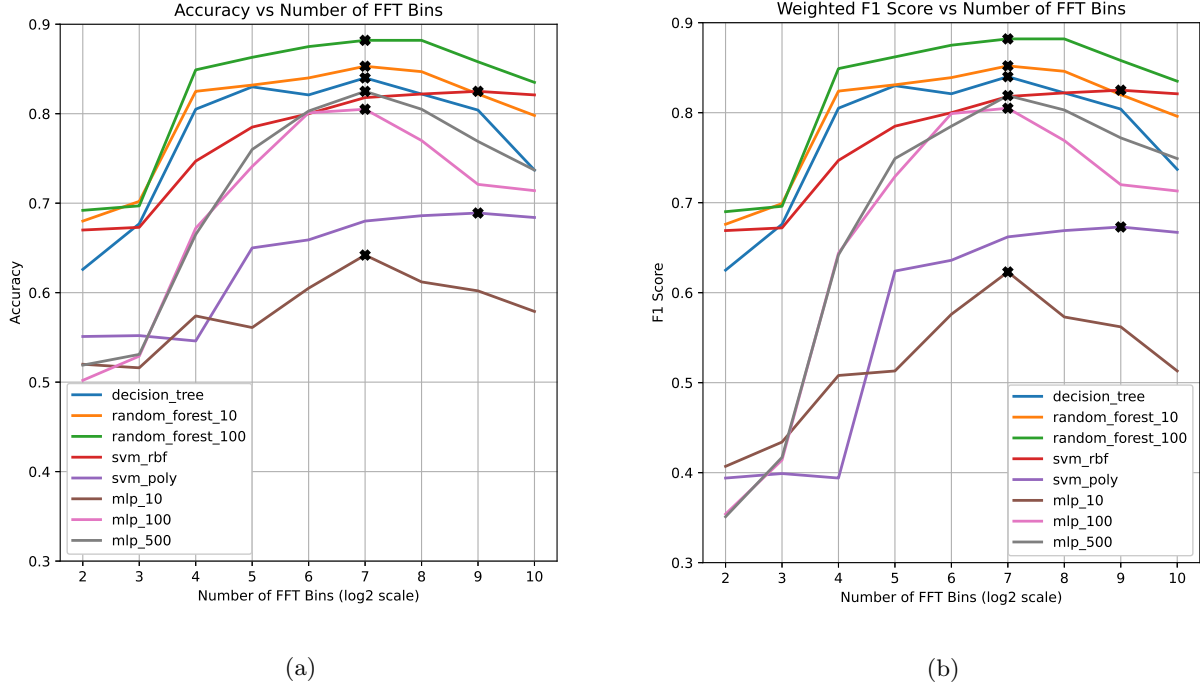 Accuracy vs Number of FFT Bins
0.9
0.8
0.7
0.6
0.5
0.4
0.3
Accuracy
decision_tree
random_forest_10
random_forest_100
svm_rbf
svm_poly
mlp_10
mlp_100
mlp_500
2 3 4 5 6 7 8 9 10
Number of FFT Bins (log2 scale)
(a)
Weighted F1 Score vs Number of FFT Bins
0.9
0.8
0.7
0.6
0.5
0.4
0.3
F1 Score
decision_tree
random_forest_10
random_forest_100
svm_rbf
svm_poly
mlp_10
mlp_100
mlp_500
2 3 4 5 6 7 8 9 10
Number of FFT Bins (log2 scale)
(b)